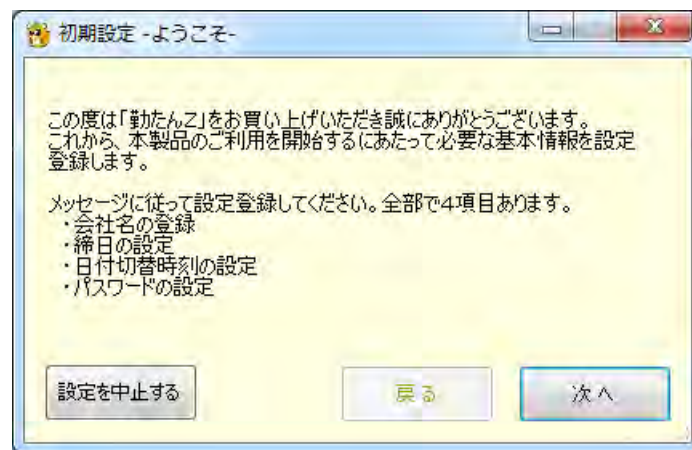 初期設定 -ようこそ-
この度は「勤たんZ」をお買い上げいただき誠にありがとうございます。
これから、本製品のご利用を開始するにあたって必要な基本情報を設定
登録します。
メッセージに従って設定登録してください。全部で4項目あります。
・会社名の登録
・締日の設定
・日付切替時刻の設定
・パスワードの設定
設定を中止する
戻る
次へ